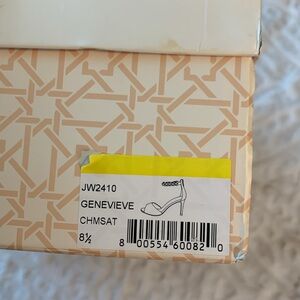 JW2410
GENEVIEVE
CHMSAT
8½
8 00554 60082 0